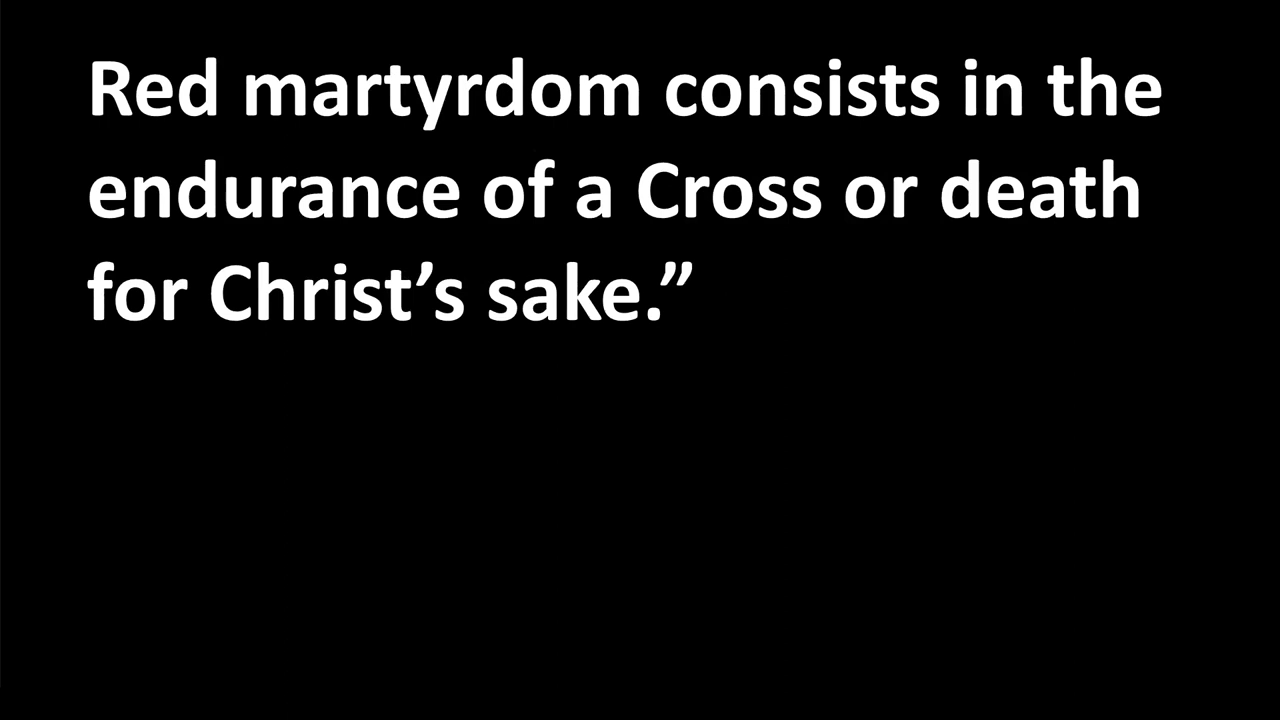 Red martyrdom consists in the
endurance of a Cross or death
for Christ’s sake.”